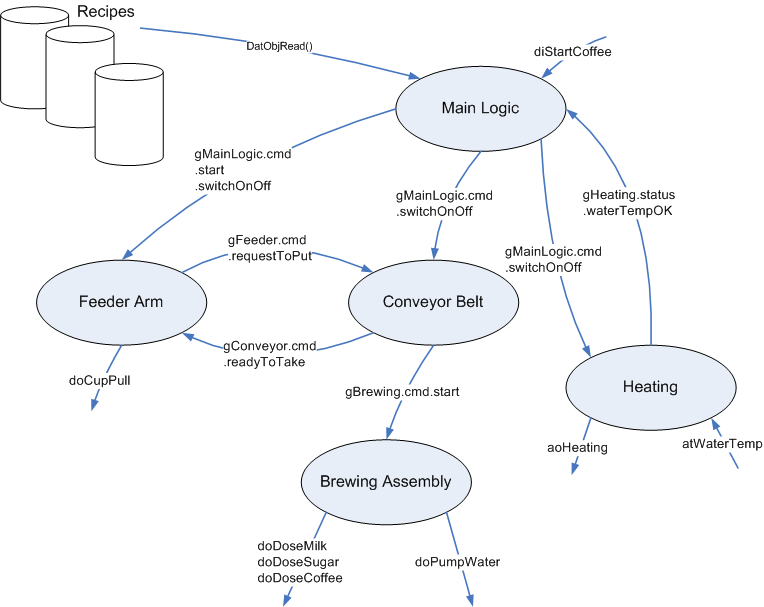 Recipes
DatObjRead()
diStartCoffee
Main Logic
gMainLogic.cmd
.start
.switchOnOff
gMainLogic.cmd
.switchOnOff
gHeating.status
.waterTempOK
gFeeder.cmd
.requestToPut
gMainLogic.cmd
.switchOnOff
Feeder Arm
Conveyor Belt
gConveyor.cmd
.readyToTake
doCupPull
gBrewing.cmd.start
Heating
aoHeating
atWaterTemp
Brewing Assembly
doDoseMilk
doDoseSugar
doDoseCoffee
doPumpWater